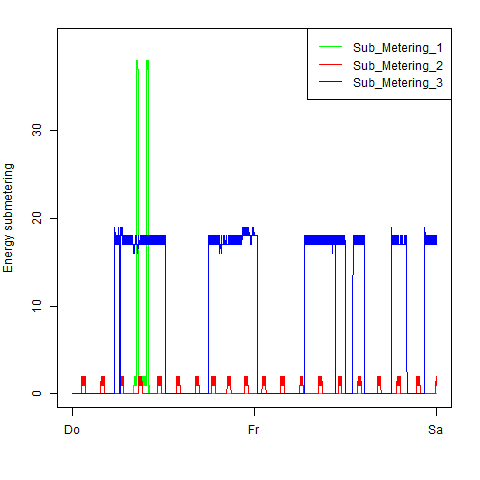 Sub_Metering_1
Sub_Metering_2
Sub_Metering_3
Energy submetering
30
20
10
0
Do Fr Sa